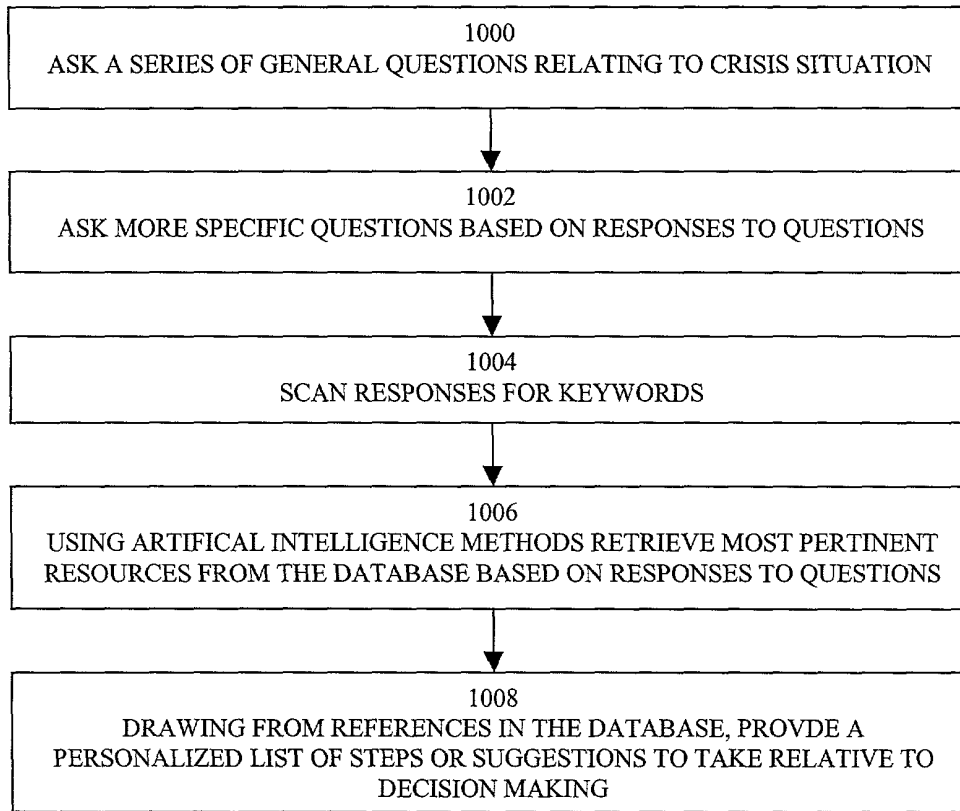 1000
ASK A SERIES OF GENERAL QUESTIONS RELATING TO CRISIS SITUATION
1002
ASK MORE SPECIFIC QUESTIONS BASED ON RESPONSES TO QUESTIONS
1004
SCAN RESPONSES FOR KEYWORDS
1006
USING ARTIFICAL INTELLIGENCE METHODS RETRIEVE MOST PERTINENT
RESOURCES FROM THE DATABASE BASED ON RESPONSES TO QUESTIONS
1008
DRAWING FROM REFERENCES IN THE DATABASE, PROVDE A
PERSONALIZED LIST OF STEPS OR SUGGESTIONS TO TAKE RELATIVE TO
DECISION MAKING